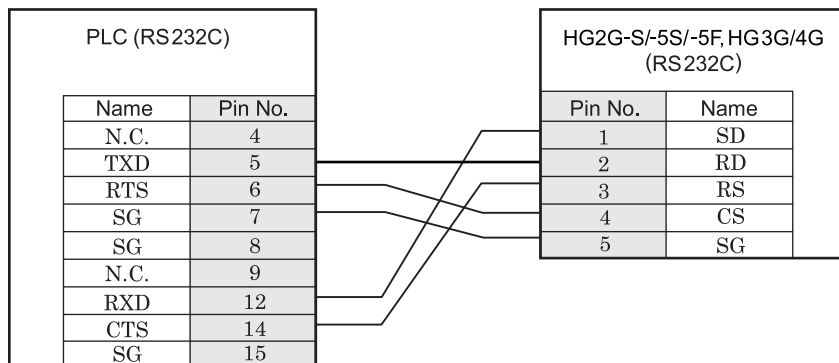 PLC (RS232C)
Name Pin No.
N.C. 4
TXD 5
RTS 6
SG 7
SG 8
N.C. 9
RXD 12
CTS 14
SG 15
HG2G-S/-5S/-5F, HG3G/4G
(RS232C)
Pin No. Name
1 SD
2 RD
3 RS
4 CS
5 SG